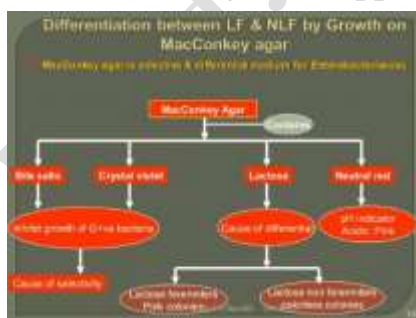 Differentiation between LF & NLF by Growth on
MacConkey agar
MacConkey agar is selective & differential medium for Enterobacteriaceae
MacConkey Agar
Contains
Bile salts
Crystal violet
Lactose
Neutral red
Inhibit growth of G+ve bacteria
Cause of differential
pH indicator
Acidic: Pink
Cause of selectivity
Lactose fermenters
Pink colonies
Lactose non fermenters
colorless colonies